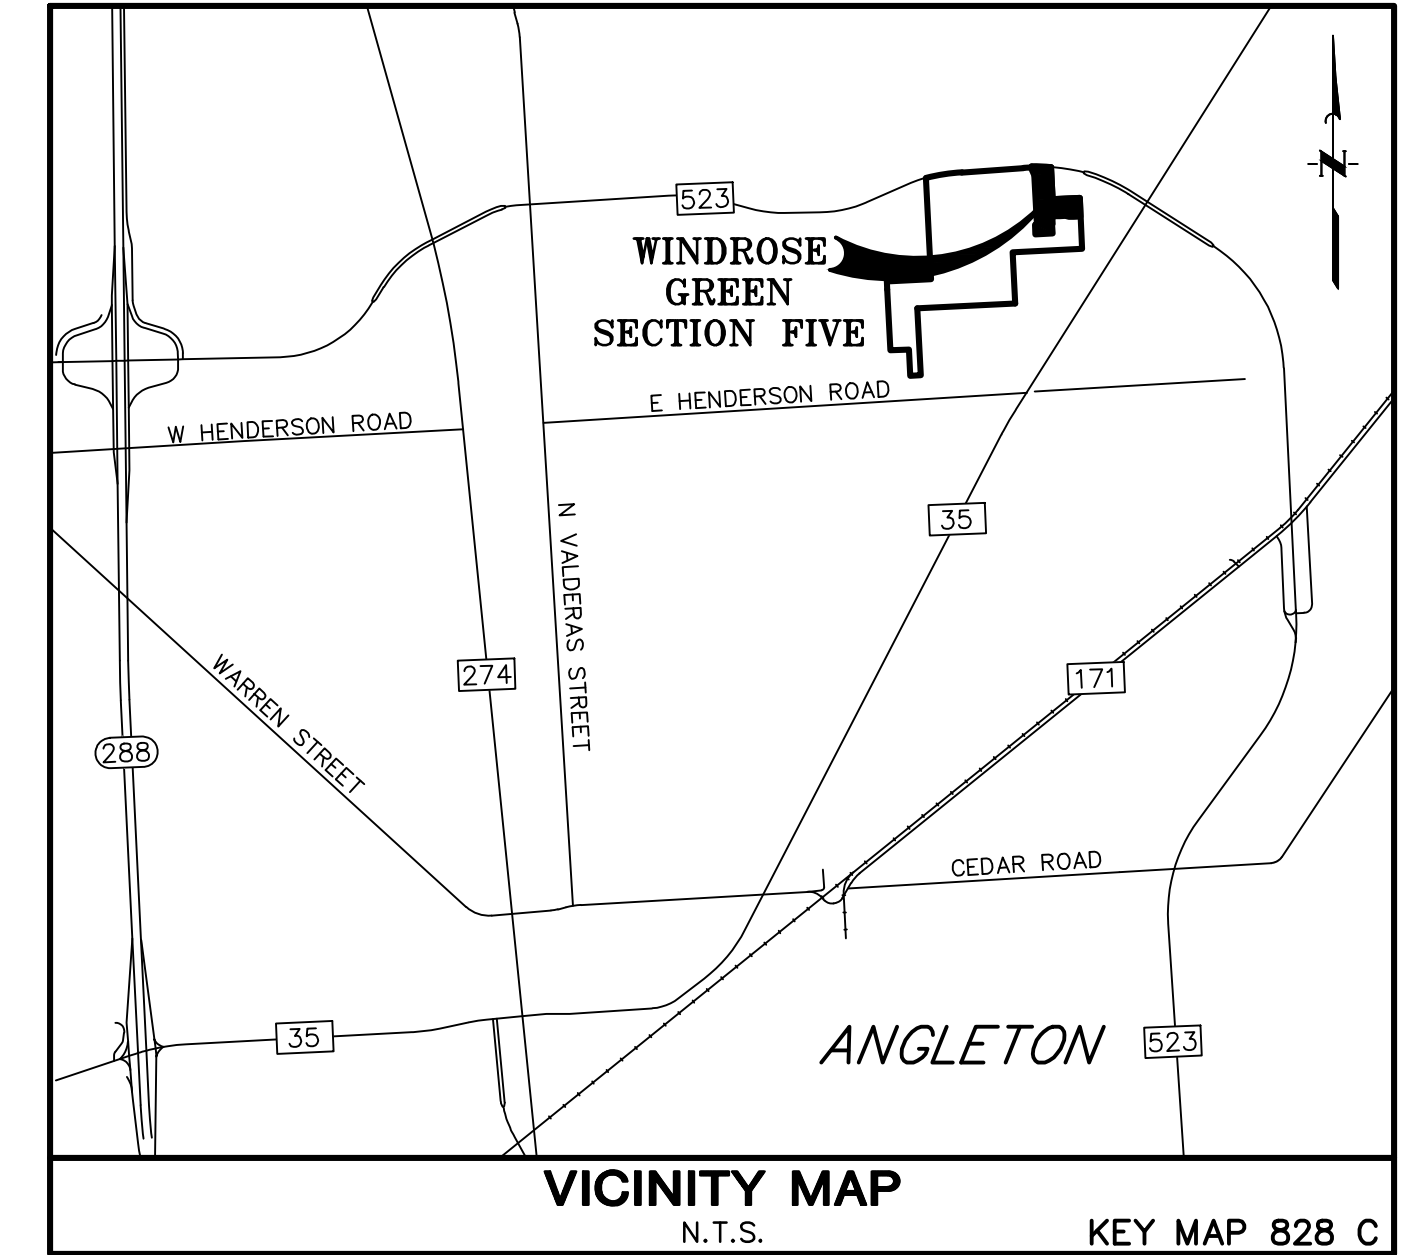 N
523
WINDROSE
GREEN
SECTION FIVE
E HENDERSON ROAD
W HENDERSON ROAD
N VALDERAS STREET
35
WARREN STREET
274
171
288
CEDAR ROAD
35
ANGLETON
523
VICINITY MAP
N.T.S.
KEY MAP 828 C